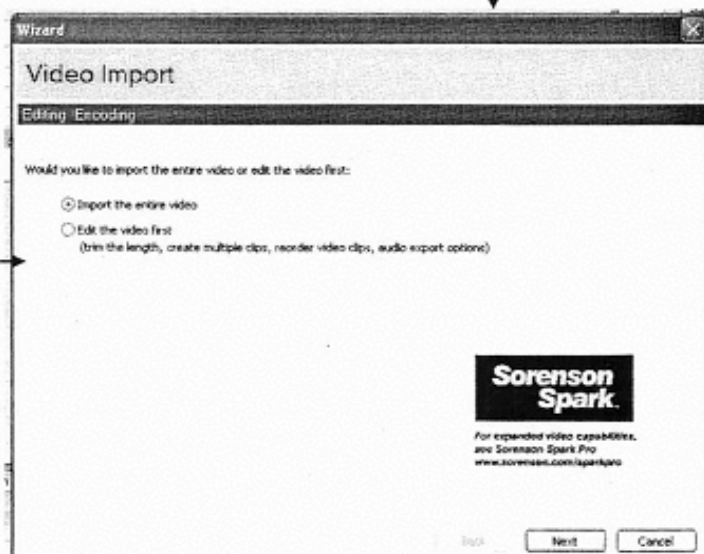 Wizard
Video Import
Editing Encoding
Would you like to import the entire video or edit the video first:
Import the entire video
Edit the video first
(trim the length, create multiple clips, reorder video clips, audio export options)
Sorenson
Spark.
For expanded video capabilities,
see Sorenson Spark Pro
www.sorenson.com/sparkpro
Back Next Cancel